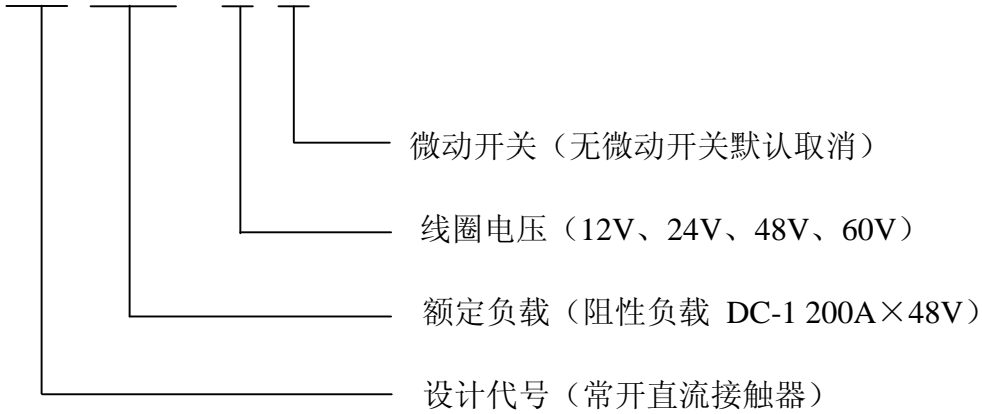 微动开关（无微动开关默认取消）
线圈电压（12V、24V、48V、60V）
额定负载（阻性负载 DC-1 200A×48V）
设计代号（常开直流接触器）